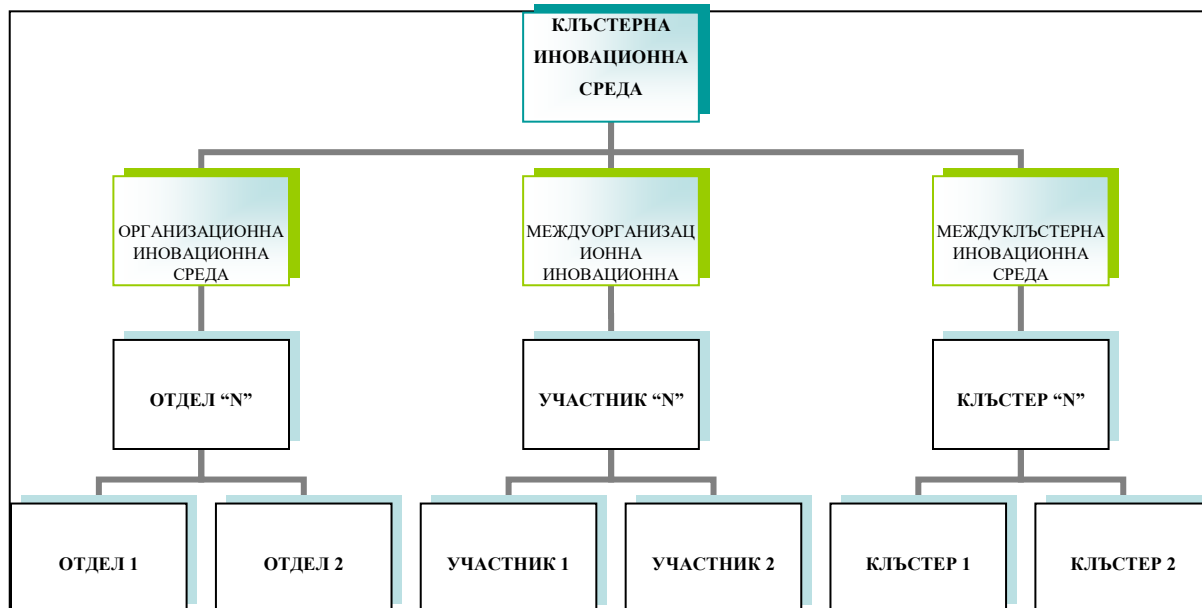 КЛЪСТЕРНА
ИНОВАЦИОННА
СРЕДА
ОРГАНИЗАЦИОННА
ИНОВАЦИОННА
СРЕДА
МЕЖДУОРГАНИЗАЦ
ИОННА
ИНОВАЦИОННА
МЕЖДУКЛЪСТЕРНА
ИНОВАЦИОННА
СРЕДА
ОТДЕЛ “N”
УЧАСТНИК “N”
КЛЪСТЕР “N”
ОТДЕЛ 1
ОТДЕЛ 2
УЧАСТНИК 1
УЧАСТНИК 2
КЛЪСТЕР 1
КЛЪСТЕР 2